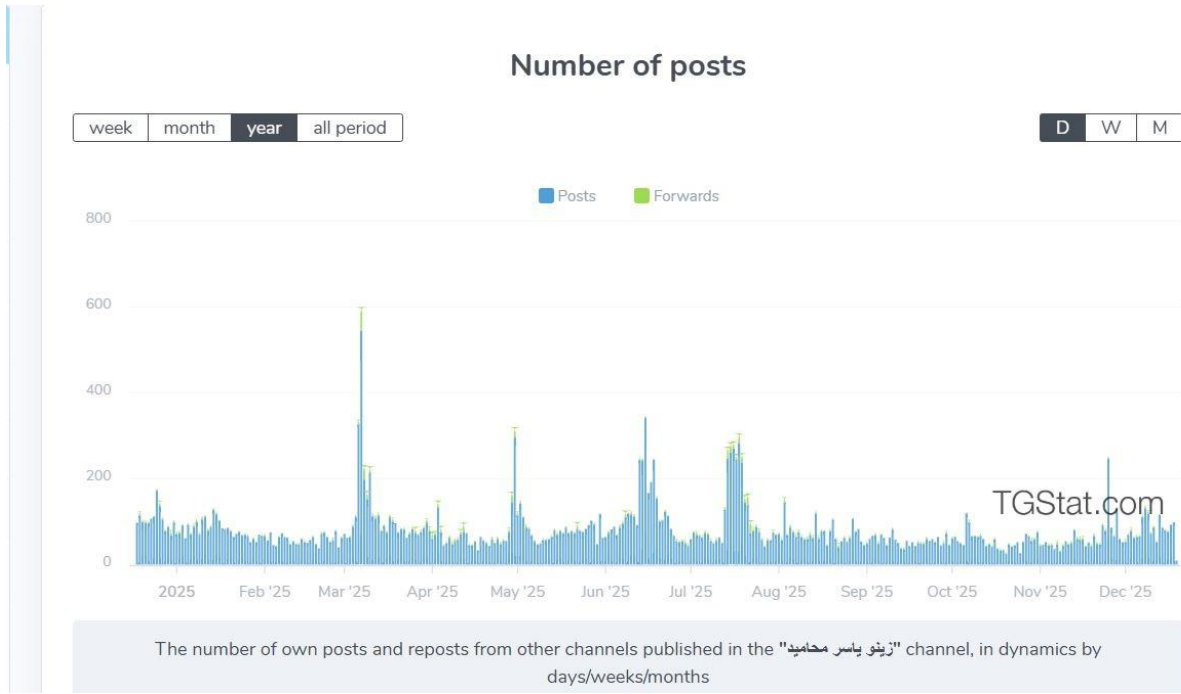 Number of posts
week month year all period
D W M
Posts Forwards
800
600
400
200
0
TGStat.com
2025 Feb '25 Mar '25 Apr '25 May '25 Jun '25 Jul '25 Aug '25 Sep '25 Oct '25 Nov '25 Dec '25
The number of own posts and reposts from other channels published in the "زينو ياسر محاميد" channel, in dynamics by
days/weeks/months